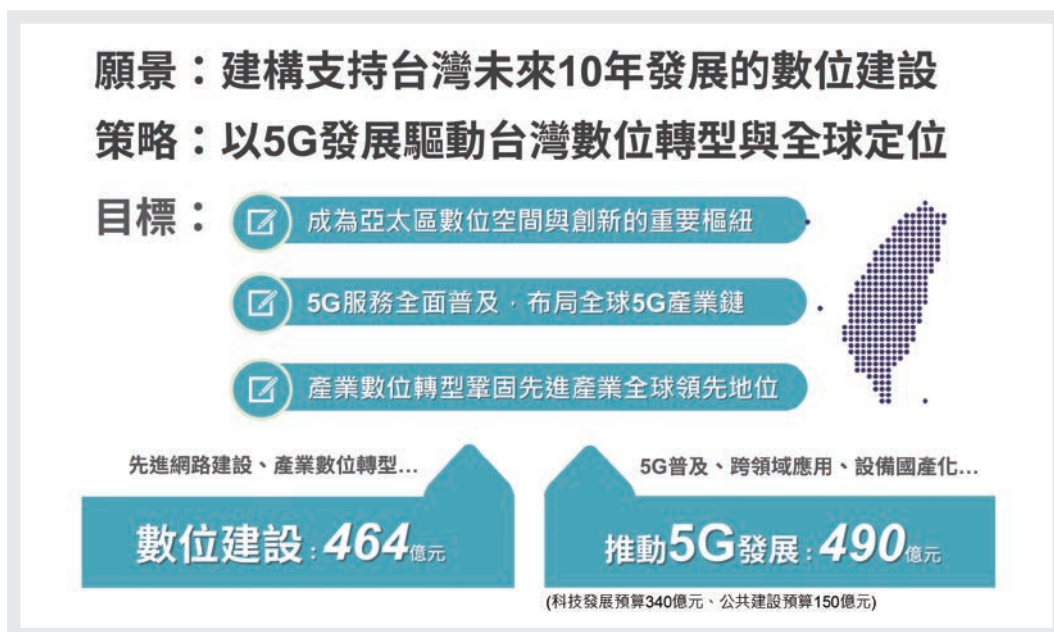 願景：建構支持台灣未來10年發展的數位建設
策略：以5G發展驅動台灣數位轉型與全球定位
目標：
成為亞太區數位空間與創新的重要樞紐
5G服務全面普及，布局全球5G產業鏈
產業數位轉型鞏固先進產業全球領先地位
先進網路建設、產業數位轉型...
數位建設：464億元
5G普及、跨領域應用、設備國產化...
推動5G發展：490億元
(科技發展預算340億元、公共建設預算150億元)